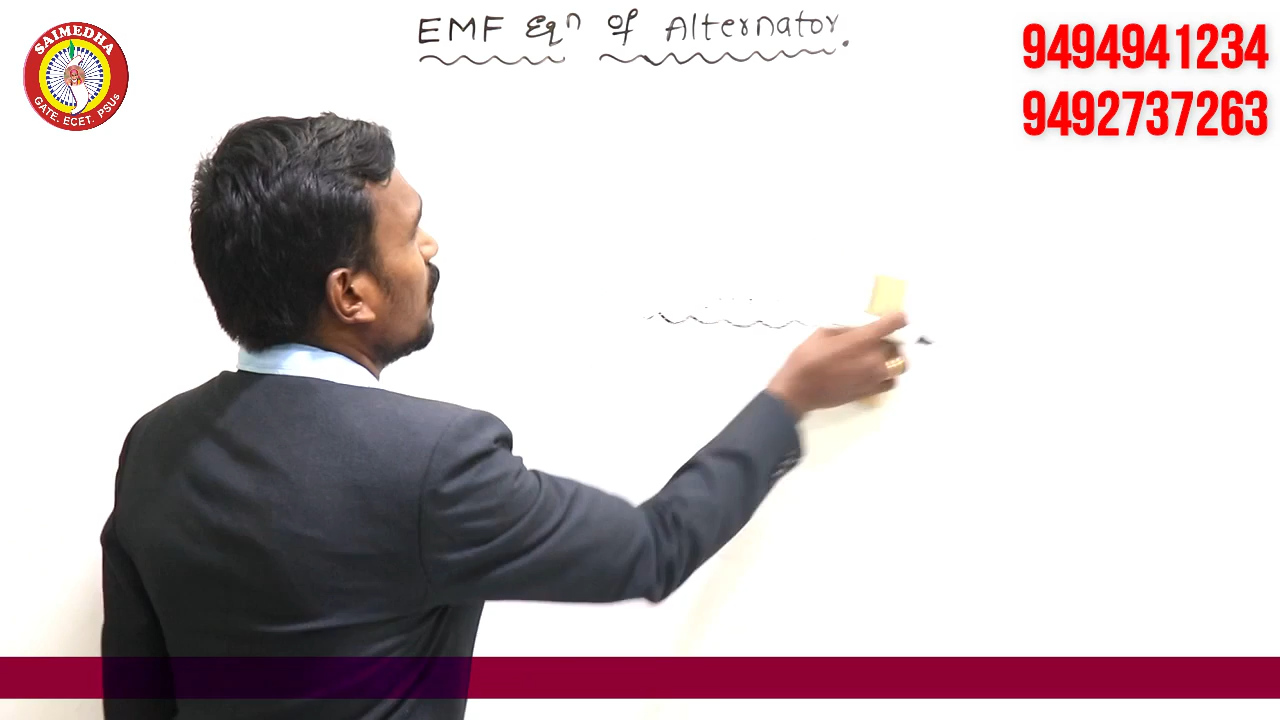 SAIMEDHA
GATE. ECET. PSUs
EMF Eqn of Alternator.
9494941234
9492737263